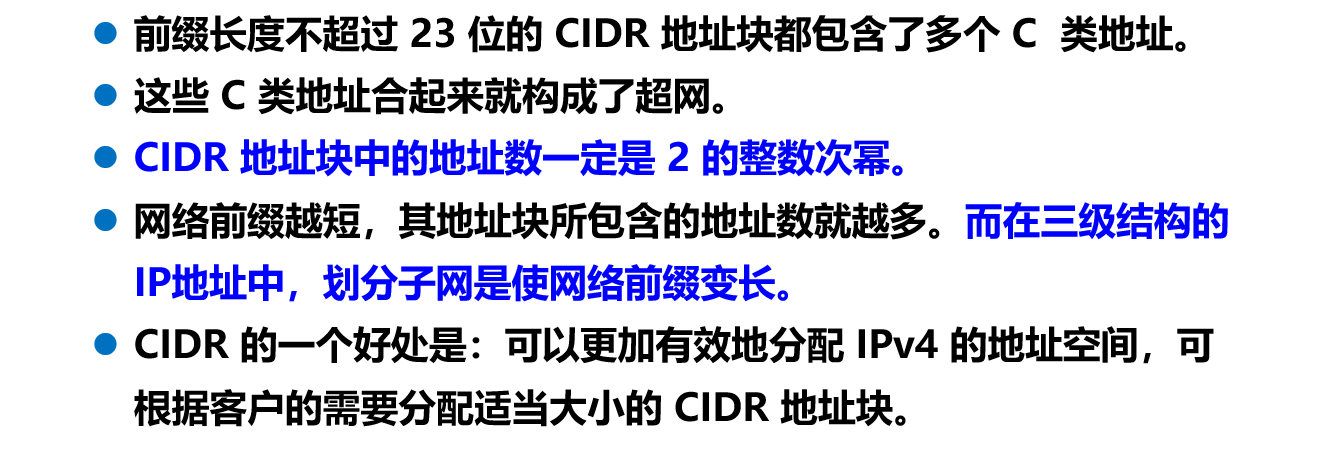 ● 前缀长度不超过 23 位的 CIDR 地址块都包含了多个 C 类地址。
● 这些 C 类地址合起来就构成了超网。
● CIDR 地址块中的地址数一定是 2 的整数次幂。
● 网络前缀越短，其地址块所包含的地址数就越多。而在三级结构的
IP地址中，划分子网是使网络前缀变长。
● CIDR 的一个好处是：可以更加有效地分配 IPv4 的地址空间，可
根据客户的需要分配适当大小的 CIDR 地址块。